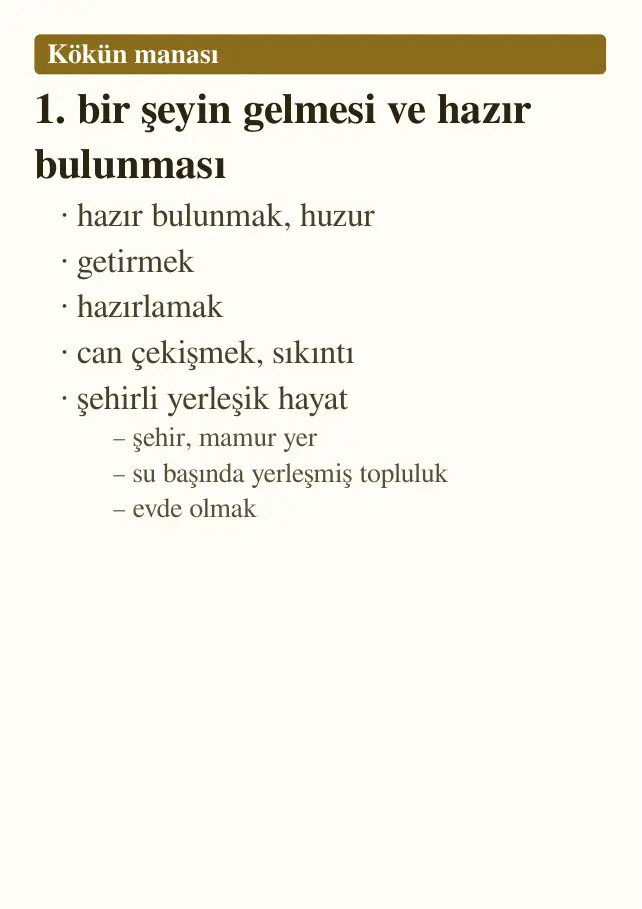 Kökün manası
1. bir şeyin gelmesi ve hazır
bulunması
· hazır bulunmak, huzur
· getirmek
· hazırlamak
· can çekişmek, sıkıntı
· şehirli yerleşik hayat
– şehir, mamur yer
– su başında yerleşmiş topluluk
– evde olmak